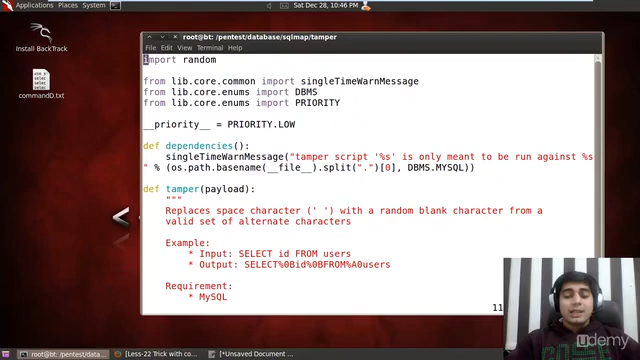 Applications Places System
Sat Dec 28, 10:46 PM
Install BackTrack
commandD.txt
root@bt: /pentest/database/sqlmap/tamper
File Edit View Terminal Help
import random
from lib.core.common import singleTimeWarnMessage
from lib.core.enums import DBMS
from lib.core.enums import PRIORITY
__priority__ = PRIORITY.LOW
def dependencies():
singleTimeWarnMessage("tamper script '%s' is only meant to be run against %s
" % (os.path.basename(__file__).split(".")[0], DBMS.MYSQL))
def tamper(payload):
"""
Replaces space character (' ') with a random blank character from a
valid set of alternate characters
Example:
* Input: SELECT id FROM users
* Output: SELECT%0Bid%0BFROM%A0users
Requirement:
* MySQL
11
udemy
root@bt: /pentest/data...
[Less-22 Trick with co...
*Unsaved Document ...